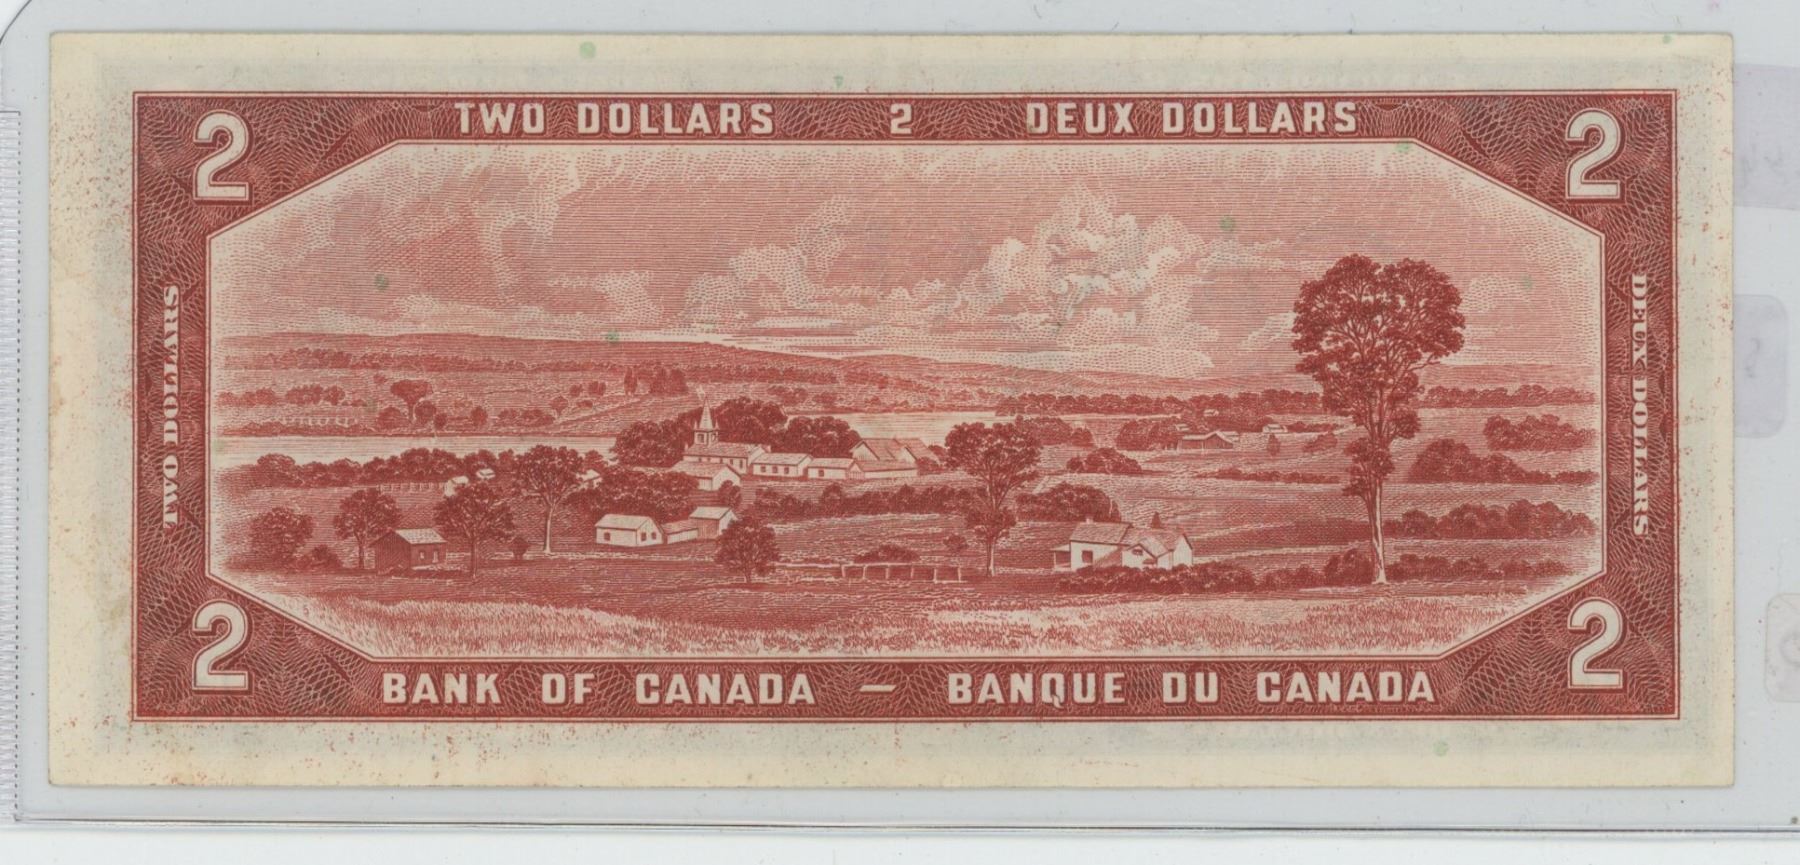 TWO DOLLARS 2 DEUX DOLLARS
2 2
TWO DOLLARS
DEUX DOLLARS
2 2
BANK OF CANADA — BANQUE DU CANADA